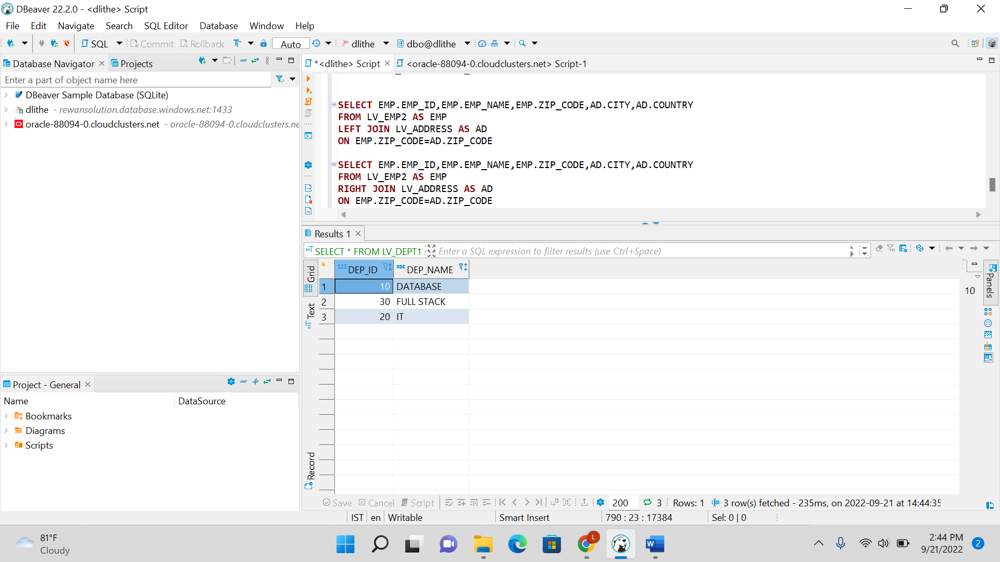 DBeaver 22.2.0 - <dlithe> Script
File Edit Navigate Search SQL Editor Database Window Help
SQL Commit Rollback Auto dlithe dbo@dlithe
Database Navigator Projects
Enter a part of object name here
DBeaver Sample Database (SQLite)
dlithe - rewansolution.database.windows.net:1433
oracle-88094-0.cloudclusters.net - oracle-88094-0.cloudclusters.ne
*<dlithe> Script <oracle-88094-0.cloudclusters.net> Script-1
SELECT EMP.EMP_ID,EMP.EMP_NAME,EMP.ZIP_CODE,AD.CITY,AD.COUNTRY
FROM LV_EMP2 AS EMP
LEFT JOIN LV_ADDRESS AS AD
ON EMP.ZIP_CODE=AD.ZIP_CODE
SELECT EMP.EMP_ID,EMP.EMP_NAME,EMP.ZIP_CODE,AD.CITY,AD.COUNTRY
FROM LV_EMP2 AS EMP
RIGHT JOIN LV_ADDRESS AS AD
ON EMP.ZIP_CODE=AD.ZIP_CODE
Results 1
SELECT * FROM LV_DEPT1 Enter a SQL expression to filter results (use Ctrl+Space)
Grid
Text
Record
123 DEP_ID ABC DEP_NAME
1 10 DATABASE
2 30 FULL STACK
3 20 IT
10
Panels
Save Cancel Script 200 3 Rows: 1 3 row(s) fetched - 235ms, on 2022-09-21 at 14:44:35
Project - General
Name DataSource
Bookmarks
Diagrams
Scripts
IST en Writable Smart Insert 790 : 23 : 17384 Sel: 0 | 0
81°F
Cloudy
L
W
2:44 PM
9/21/2022
2